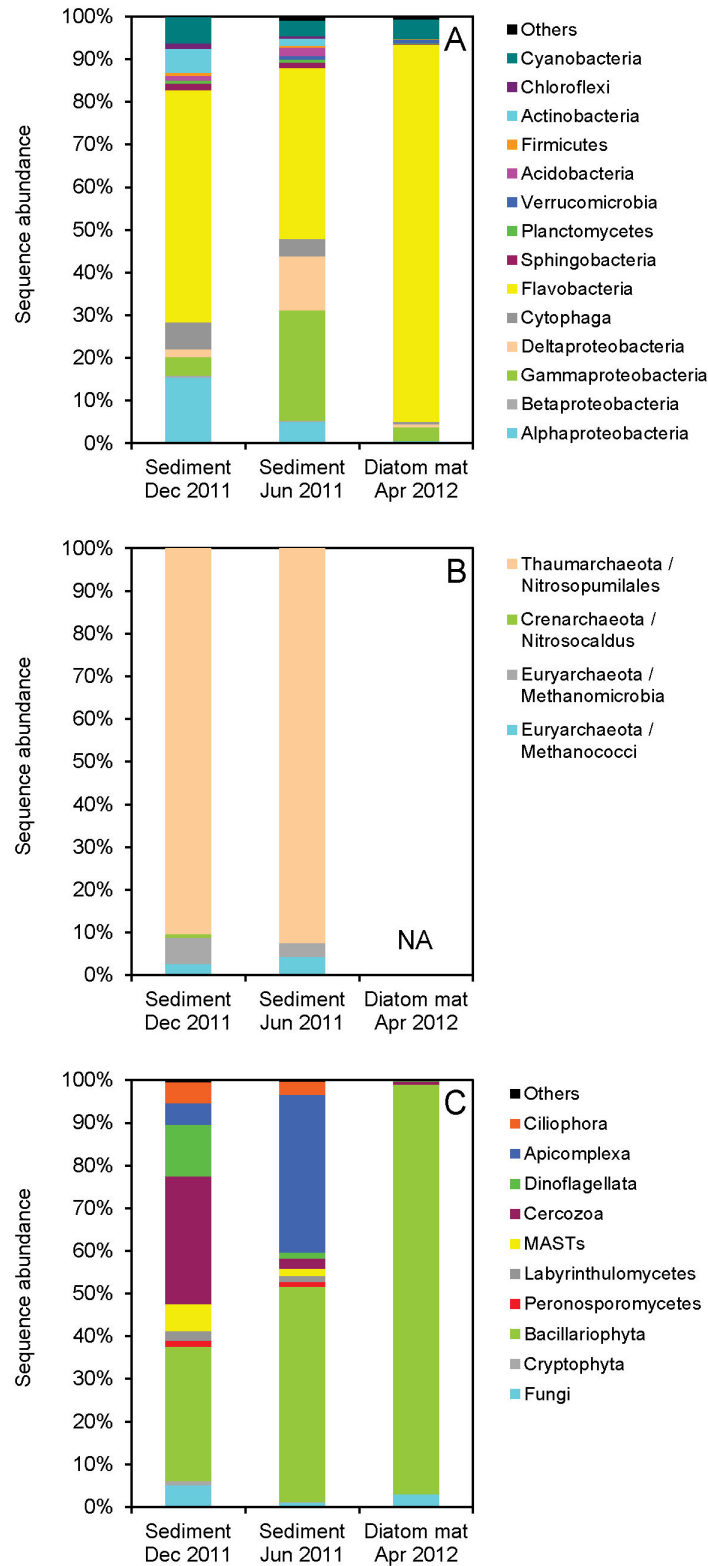 A
Sequence abundance
100%
90%
80%
70%
60%
50%
40%
30%
20%
10%
0%
Sediment
Dec 2011
Sediment
Jun 2011
Diatom mat
Apr 2012
Others
Cyanobacteria
Chloroflexi
Actinobacteria
Firmicutes
Acidobacteria
Verrucomicrobia
Planctomycetes
Sphingobacteria
Flavobacteria
Cytophaga
Deltaproteobacteria
Gammaproteobacteria
Betaproteobacteria
Alphaproteobacteria
B
Sequence abundance
100%
90%
80%
70%
60%
50%
40%
30%
20%
10%
0%
NA
Sediment
Dec 2011
Sediment
Jun 2011
Diatom mat
Apr 2012
Thaumarchaeota /
Nitrosopumilales
Crenarchaeota /
Nitrosocaldus
Euryarchaeota /
Methanomicrobia
Euryarchaeota /
Methanococci
C
Sequence abundance
100%
90%
80%
70%
60%
50%
40%
30%
20%
10%
0%
Sediment
Dec 2011
Sediment
Jun 2011
Diatom mat
Apr 2012
Others
Ciliophora
Apicomplexa
Dinoflagellata
Cercozoa
MASTs
Labyrinthulomycetes
Peronosporomycetes
Bacillariophyta
Cryptophyta
Fungi